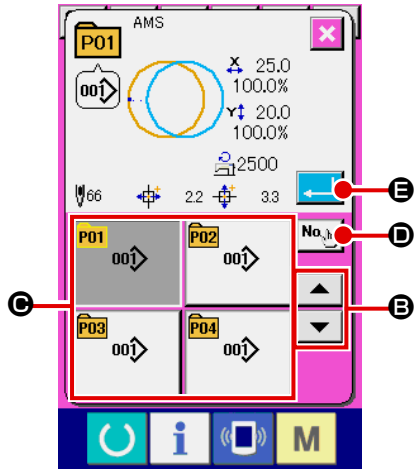 AMS
P01
001
X 25.0
100.0%
Y 20.0
100.0%
2500
66 2.2 3.3
E
No.
D
P01
001
P02
001
B
C
P03
001
P04
001
i
M